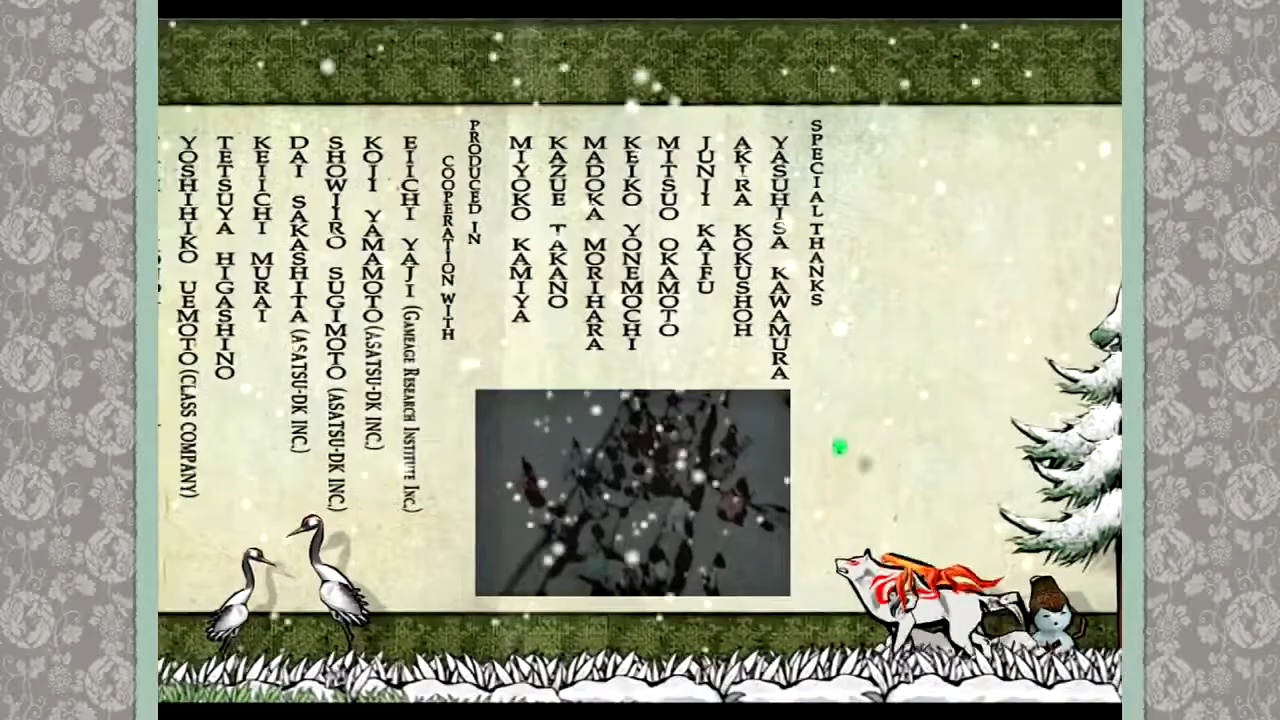 SPECIAL THANKS
YASUHISA KAWAMURA
AKIRA KOKUSHOH
JUNJI KAIFU
MITSUO OKAMOTO
KEIKO YONEMOCHI
MADOKA MORIHARA
KAZUE TAKANO
MIYOKO KAMIYA
PRODUCED IN
COOPERATION WITH
EIICHI YAJI (GAMEAGE RESEARCH INSTITUTE INC.)
KOJI YAMAMOTO (ASATSU-DK INC.)
SHOWJIRO SUGIMOTO (ASATSU-DK INC.)
DAI SAKASHITA (ASATSU-DK INC.)
KEIICHI MURAI
TETSUYA HIGASHINO
YOSHIHIKO UEMOTO (CLASS COMPANY)